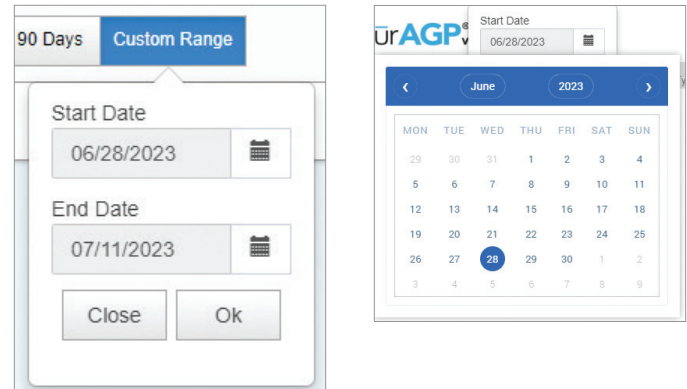 90 Days Custom Range
Start Date
06/28/2023
End Date
07/11/2023
Close Ok
ūrAGP®
v
Start Date
06/28/2023
y
‹ June 2023 ›
MON TUE WED THU FRI SAT SUN
29 30 31 1 2 3 4
5 6 7 8 9 10 11
12 13 14 15 16 17 18
19 20 21 22 23 24 25
26 27 28 29 30 1 2
3 4 5 6 7 8 9